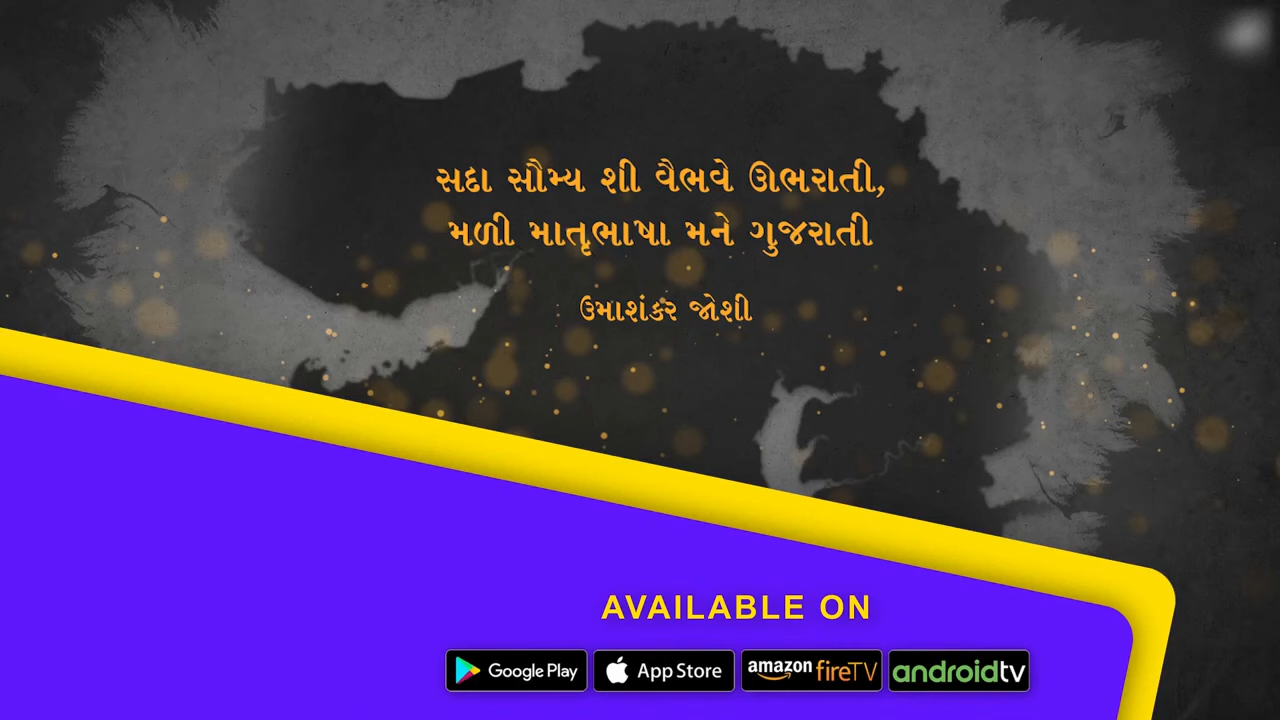 સદા સૌમ્ય શી વૈભવે ઊભરાતી,
મળી માતૃભાષા મને ગુજરાતી
ઉમાશંકર જોશી
AVAILABLE ON
Google Play App Store amazon fireTV androidtv